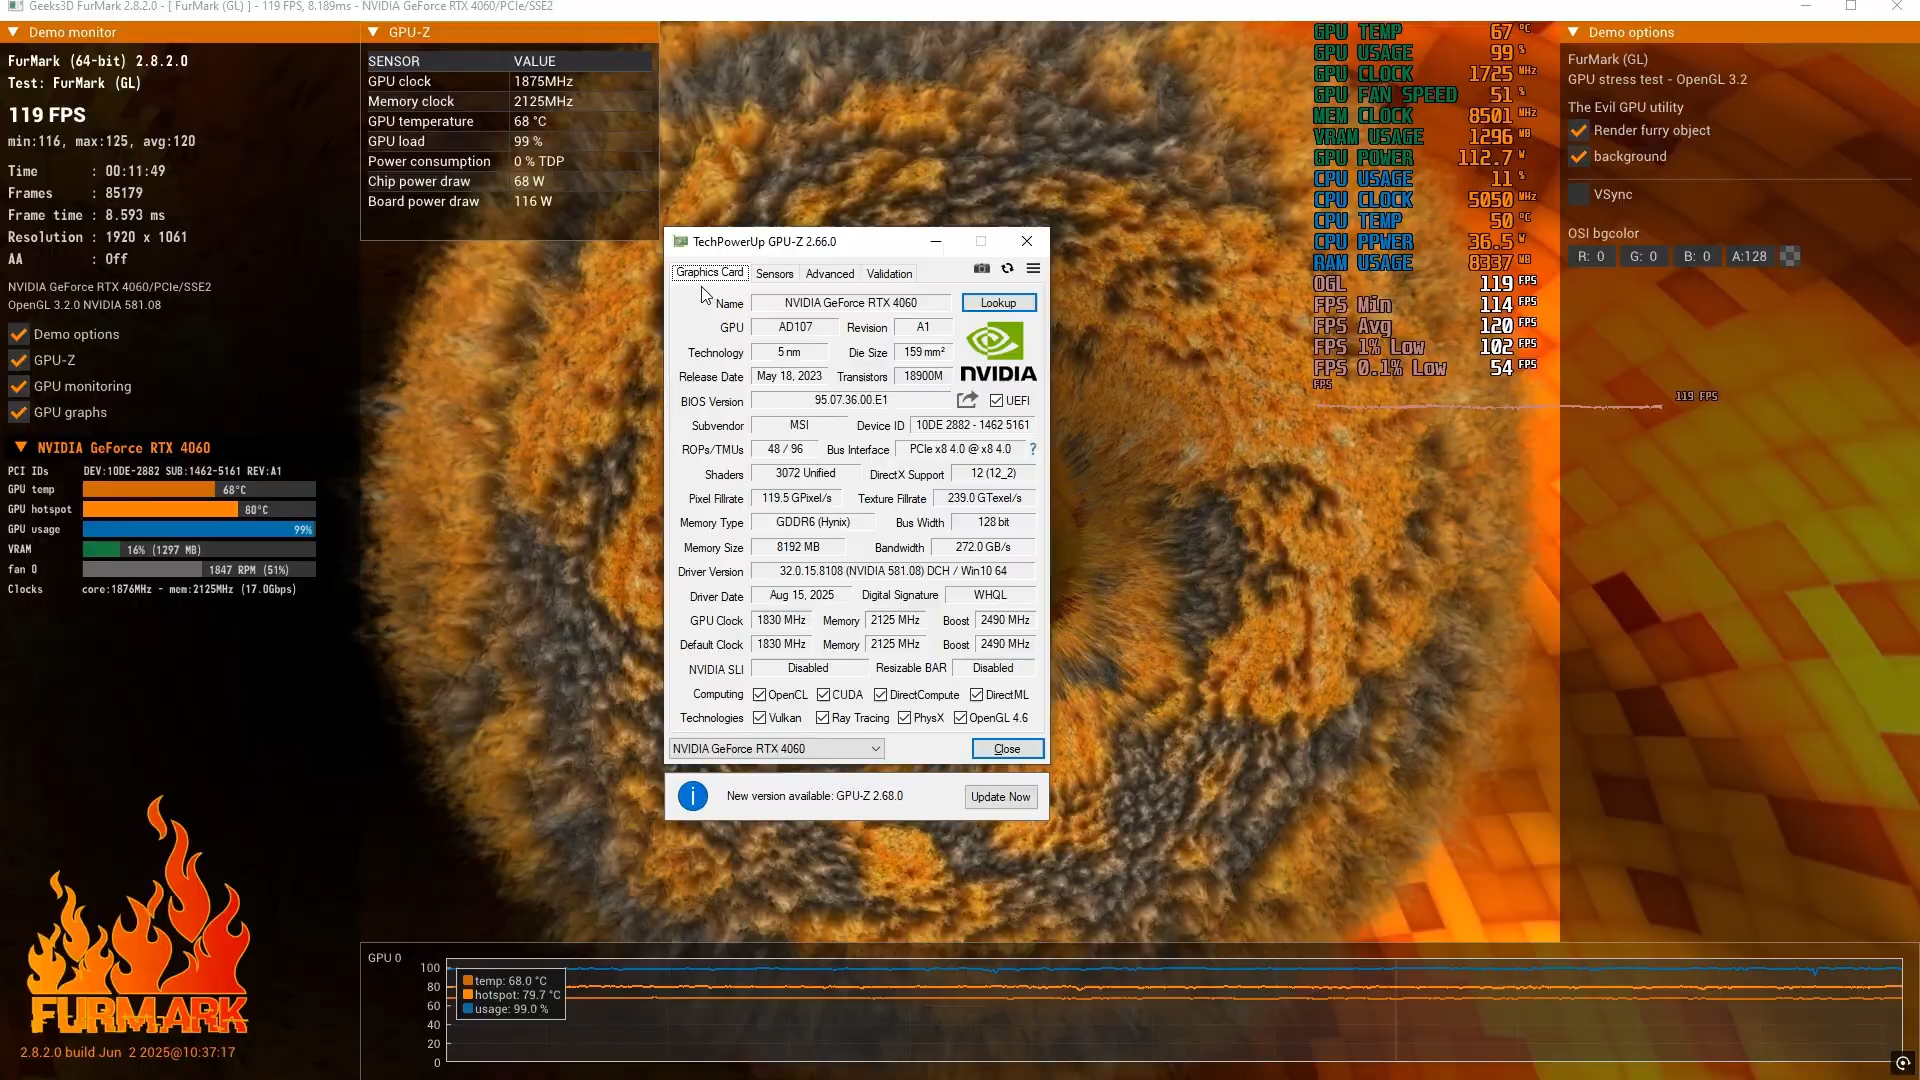 Geeks3D FurMark 2.8.2.0 - [ FurMark (GL) ] - 119 FPS, 8.189ms - NVIDIA GeForce RTX 4060/PCIe/SSE2
Demo monitor
FurMark (64-bit) 2.8.2.0
Test: FurMark (GL)
119 FPS
min:116, max:125, avg:120
Time : 00:11:49
Frames : 85179
Frame time : 8.593 ms
Resolution : 1920 x 1061
AA : Off
NVIDIA GeForce RTX 4060/PCIe/SSE2
OpenGL 3.2.0 NVIDIA 581.08
Demo options
GPU-Z
GPU monitoring
GPU graphs
NVIDIA GeForce RTX 4060
PCI IDs DEV:10DE-2882 SUB:1462-5161 REV:A1
GPU temp 68°C
GPU hotspot 80°C
GPU usage 99%
VRAM 16% (1297 MB)
fan 0 1847 RPM (51%)
Clocks core:1876MHz - mem:2125MHz (17.0Gbps)
FURMARK
2.8.2.0 build Jun 2 2025@10:37:17
GPU-Z
SENSOR VALUE
GPU clock 1875MHz
Memory clock 2125MHz
GPU temperature 68 °C
GPU load 99 %
Power consumption 0 % TDP
Chip power draw 68 W
Board power draw 116 W
TechPowerUp GPU-Z 2.66.0
Graphics Card Sensors Advanced Validation
Name NVIDIA GeForce RTX 4060 Lookup
GPU AD107 Revision A1
Technology 5 nm Die Size 159 mm²
Release Date May 18, 2023 Transistors 18900M
NVIDIA
BIOS Version 95.07.36.00.E1 UEFI
Subvendor MSI Device ID 10DE 2882 - 1462 5161
ROPs/TMUs 48 / 96 Bus Interface PCIe x8 4.0 @ x8 4.0 ?
Shaders 3072 Unified DirectX Support 12 (12_2)
Pixel Fillrate 119.5 GPixel/s Texture Fillrate 239.0 GTexel/s
Memory Type GDDR6 (Hynix) Bus Width 128 bit
Memory Size 8192 MB Bandwidth 272.0 GB/s
Driver Version 32.0.15.8108 (NVIDIA 581.08) DCH / Win10 64
Driver Date Aug 15, 2025 Digital Signature WHQL
GPU Clock 1830 MHz Memory 2125 MHz Boost 2490 MHz
Default Clock 1830 MHz Memory 2125 MHz Boost 2490 MHz
NVIDIA SLI Disabled Resizable BAR Disabled
Computing OpenCL CUDA DirectCompute DirectML
Technologies Vulkan Ray Tracing PhysX OpenGL 4.6
NVIDIA GeForce RTX 4060 Close
New version available: GPU-Z 2.68.0 Update Now
GPU TEMP 67 °C
GPU USAGE 99 %
GPU CLOCK 1725 MHz
GPU FAN SPEED 51 %
MEM CLOCK 8501 MHz
VRAM USAGE 1296 MB
GPU POWER 112.7 W
CPU USAGE 11 %
CPU CLOCK 5050 MHz
CPU TEMP 50 °C
CPU PPWER 36.5 W
RAM USAGE 8337 MB
OGL 119 FPS
FPS Min 114 FPS
FPS Avg 120 FPS
FPS 1% Low 102 FPS
FPS 0.1% Low 54 FPS
FPS
119 FPS
Demo options
FurMark (GL)
GPU stress test - OpenGL 3.2
The Evil GPU utility
Render furry object
background
VSync
OSI bgcolor
R: 0 G: 0 B: 0 A:128
GPU 0
100
80
60
40
20
0
temp: 68.0 °C
hotspot: 79.7 °C
usage: 99.0 %